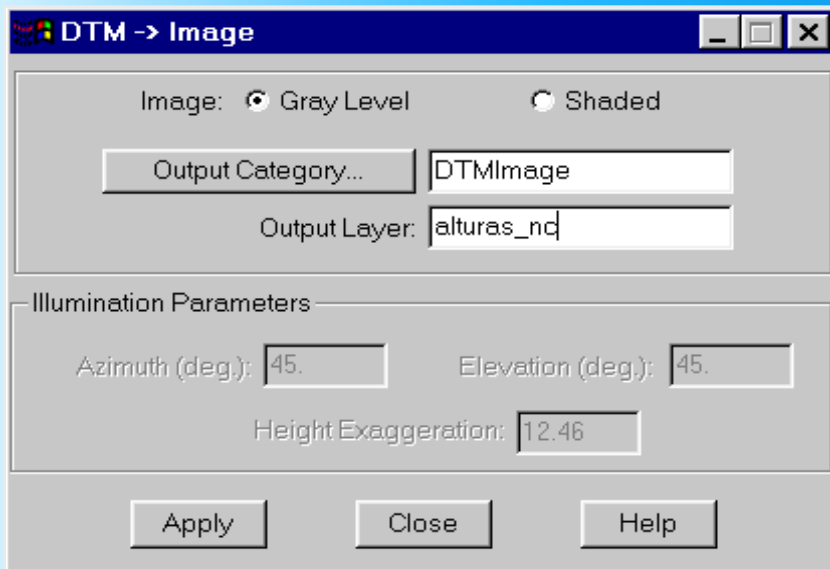 DTM -> Image
Image: Gray Level Shaded
Output Category... DTMImage
Output Layer: alturas_nc
Illumination Parameters
Azimuth (deg.): 45. Elevation (deg.): 45.
Height Exaggeration: 12.46
Apply Close Help